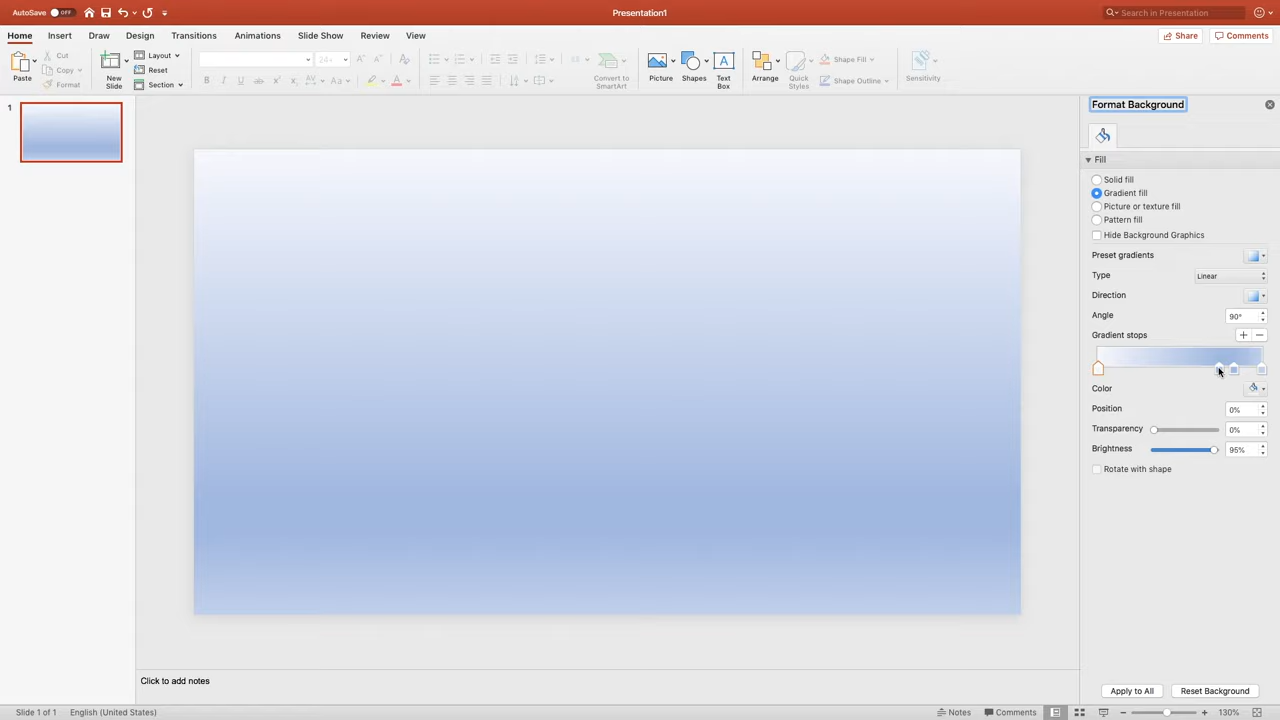 AutoSave OFF
Presentation1
Search in Presentation
Home Insert Draw Design Transitions Animations Slide Show Review View
Share Comments
Paste
Cut
Copy
Format
New Slide
Layout
Reset
Section
24+
B I U
Convert to SmartArt
Picture
Shapes
Text Box
Arrange
Quick Styles
Shape Fill
Shape Outline
Sensitivity
1
Format Background
Fill
Solid fill
Gradient fill
Picture or texture fill
Pattern fill
Hide Background Graphics
Preset gradients
Type Linear
Direction
Angle 90°
Gradient stops
Color
Position 0%
Transparency 0%
Brightness 95%
Rotate with shape
Click to add notes
Apply to All Reset Background
Slide 1 of 1 English (United States) Notes Comments 130%